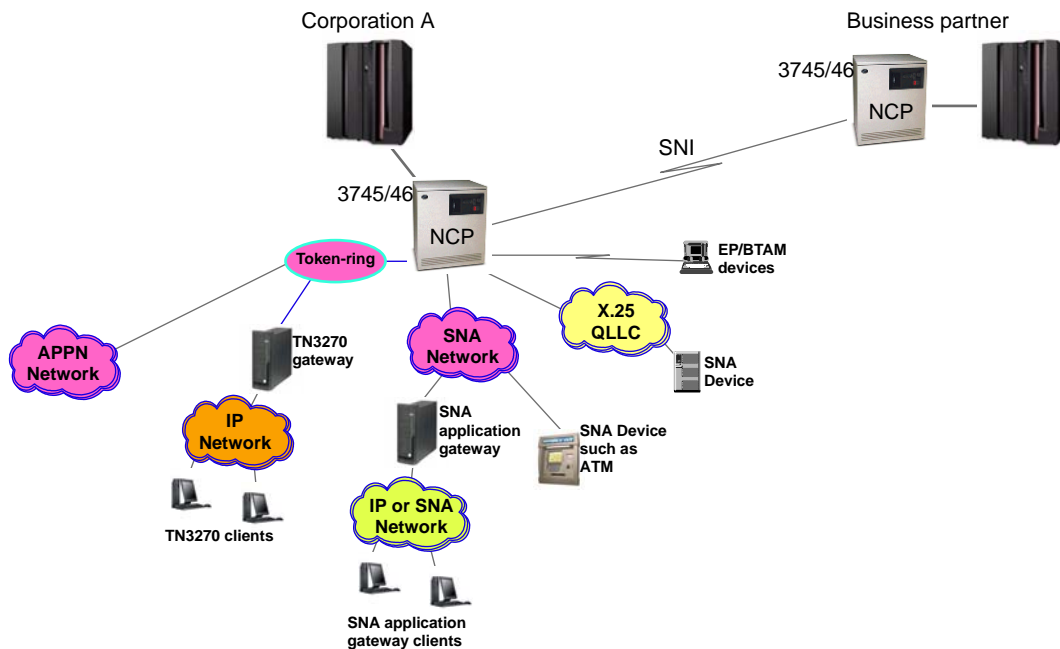 Corporation A
Business partner
3745/46
NCP
SNI
3745/46
NCP
EP/BTAM
devices
Token-ring
X.25
QLLC
SNA
Device
APPN
Network
TN3270
gateway
SNA
Network
IP
Network
SNA
application
gateway
SNA Device
such as
ATM
TN3270 clients
IP or SNA
Network
SNA application
gateway clients